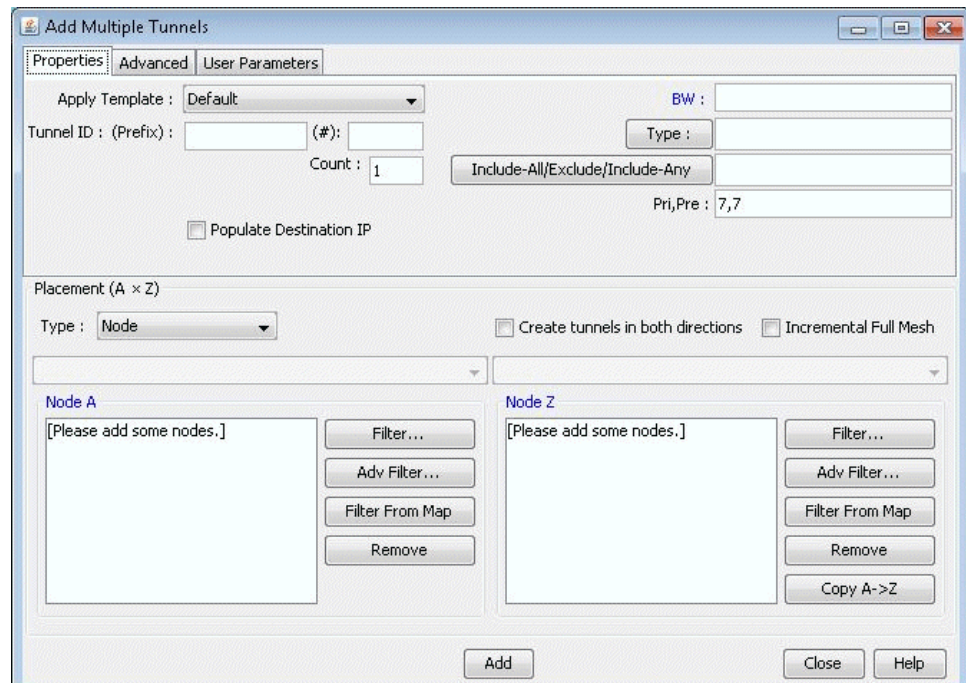 Add Multiple Tunnels
Properties Advanced User Parameters
Apply Template : Default BW :
Tunnel ID : (Prefix) : (#): Type :
Count : 1 Include-All/Exclude/Include-Any
Pri,Pre : 7,7
Populate Destination IP
Placement (A × Z)
Type : Node Create tunnels in both directions Incremental Full Mesh
Node A Node Z
[Please add some nodes.] Filter... [Please add some nodes.] Filter...
Adv Filter... Adv Filter...
Filter From Map Filter From Map
Remove Remove
Copy A->Z
Add Close Help